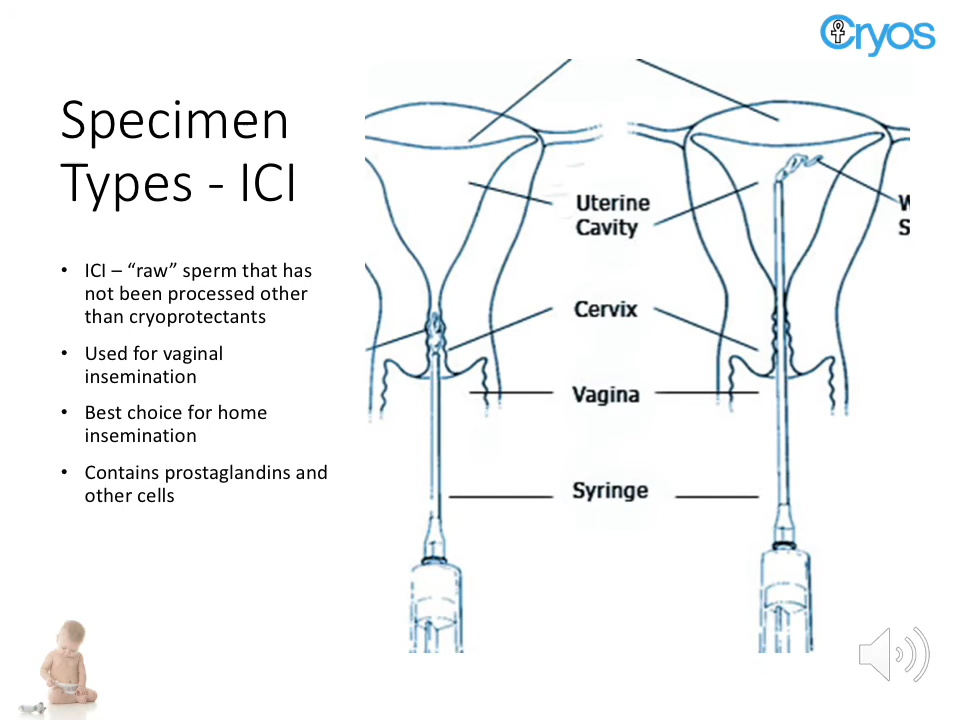 Cryos
Specimen
Types - ICI
• ICI – “raw” sperm that has
not been processed other
than cryoprotectants
• Used for vaginal
insemination
• Best choice for home
insemination
• Contains prostaglandins and
other cells
Uterine
Cavity
W
S
Cervix
Vagina
Syringe